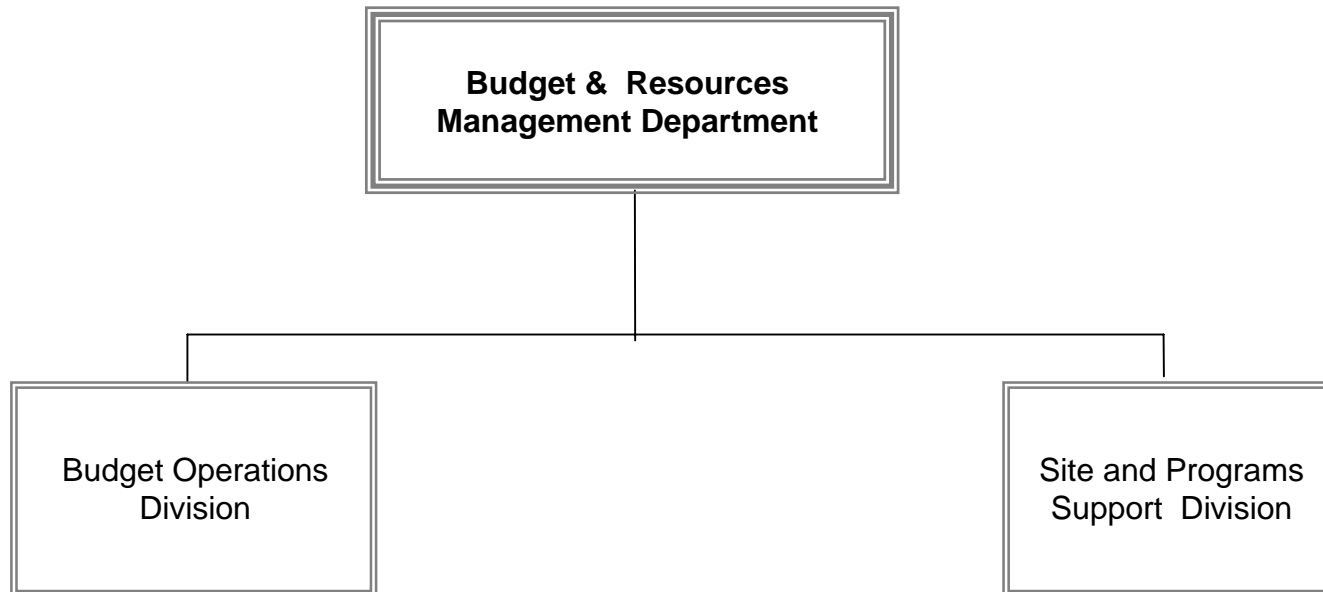 Budget &  Resources
Management Department
Budget Operations
Division
Site and Programs
Support  Division